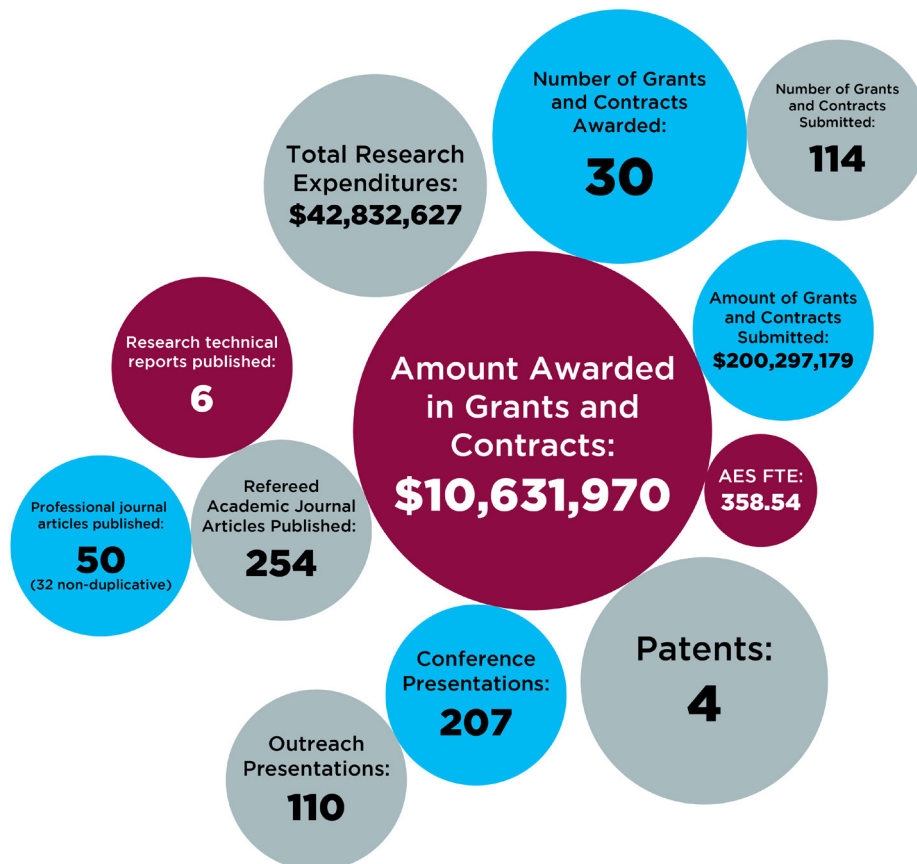 Number of Grants
and Contracts
Awarded:
30
Number of Grants
and Contracts
Submitted:
114
Total Research
Expenditures:
$42,832,627
Amount of Grants
and Contracts
Submitted:
$200,297,179
Research technical
reports published:
6
Amount Awarded
in Grants and
Contracts:
$10,631,970
AES FTE:
358.54
Refereed
Academic Journal
Articles Published:
254
Professional journal
articles published:
50
(32 non-duplicative)
Patents:
4
Conference
Presentations:
207
Outreach
Presentations:
110